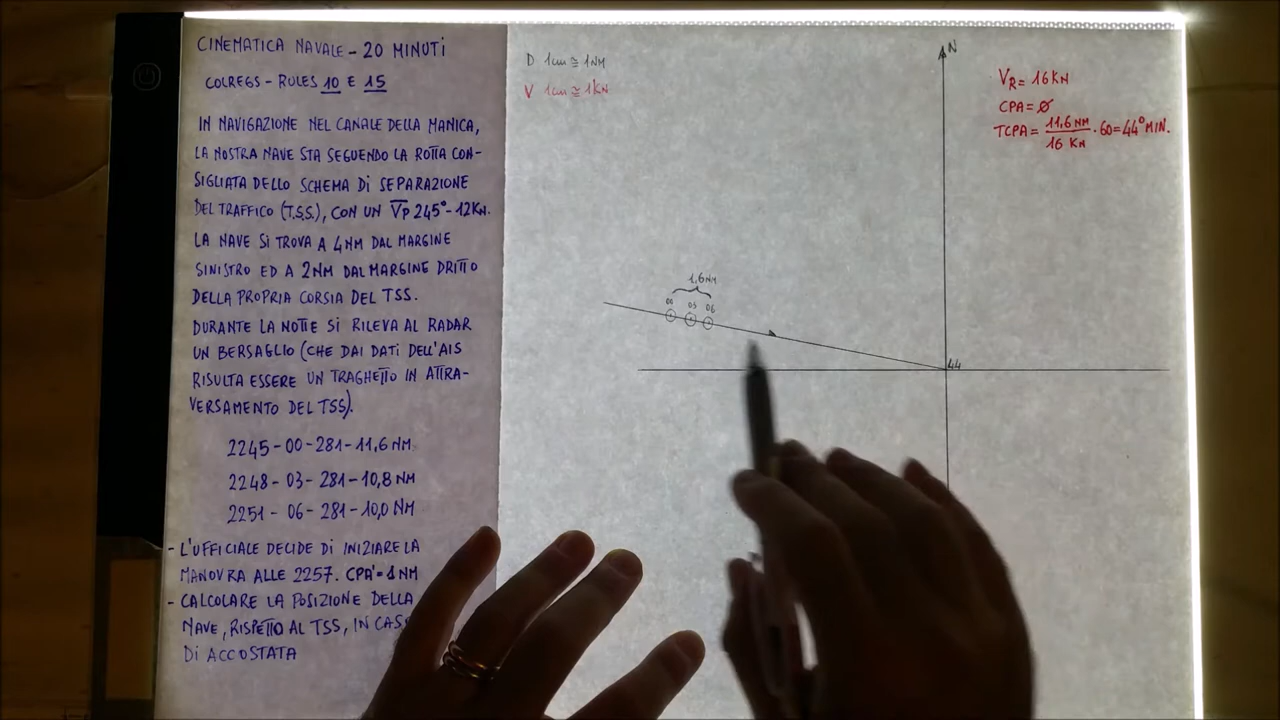 CINEMATICA NAVALE - 20 MINUTI
COLREGS - RULES 10 E 15
IN NAVIGAZIONE NEL CANALE DELLA MANICA,
LA NOSTRA NAVE STA SEGUENDO LA ROTTA CON-
SIGLIATA DELLO SCHEMA DI SEPARAZIONE
DEL TRAFFICO (T.S.S.), CON UN Vp 245° - 12KN.
LA NAVE SI TROVA A 4NM DAL MARGINE
SINISTRO ED A 2NM DAL MARGINE DRITTO
DELLA PROPRIA CORSIA DEL TSS.
DURANTE LA NOTTE SI RILEVA AL RADAR
UN BERSAGLIO (CHE DAI DATI DELL'AIS
RISULTA ESSERE UN TRAGHETTO IN ATTRA-
VERSAMENTO DEL TSS).
2245 - 00 - 281 - 11,6 NM
2248 - 03 - 281 - 10,8 NM
2251 - 06 - 281 - 10,0 NM
- L'UFFICIALE DECIDE DI INIZIARE LA
MANOVRA ALLE 2257. CPA' = 1 NM
- CALCOLARE LA POSIZIONE DELLA
NAVE, RISPETTO AL TSS, IN CAS
DI ACCOSTATA
D 1cm ≅ 1NM
V 1cm ≅ 1KN
N
VR = 16KN
CPA = Ø
TCPA = 11,6 NM / 16 KN · 60 = 44° MIN.
1,6NM
00 03 06
44